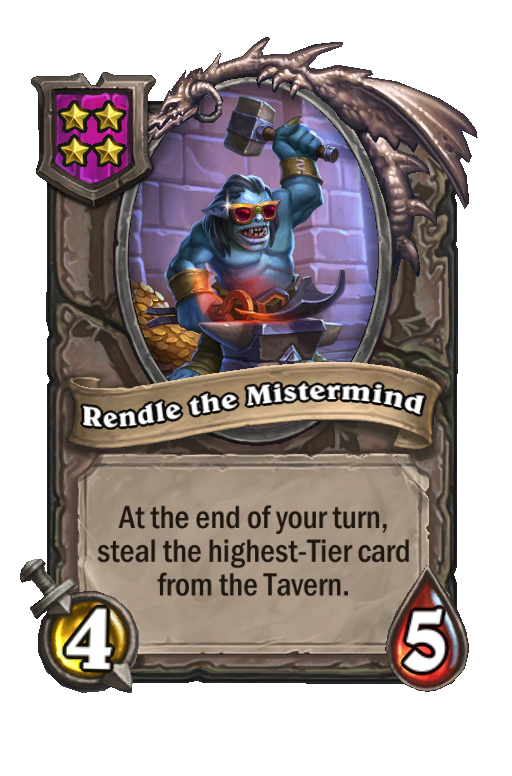 Rendle the Mistermind
At the end of your turn,
steal the highest-Tier card
from the Tavern.
4
5